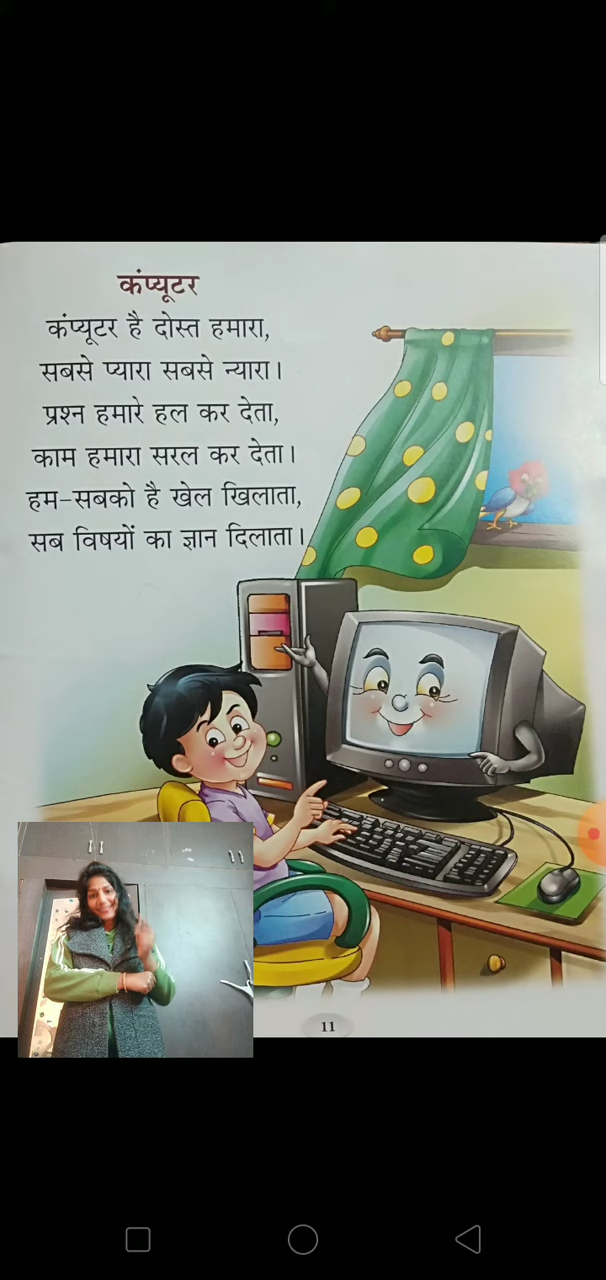 कंप्यूटर
कंप्यूटर है दोस्त हमारा,
सबसे प्यारा सबसे न्यारा।
प्रश्न हमारे हल कर देता,
काम हमारा सरल कर देता।
हम-सबको है खेल खिलाता,
सब विषयों का ज्ञान दिलाता।
11